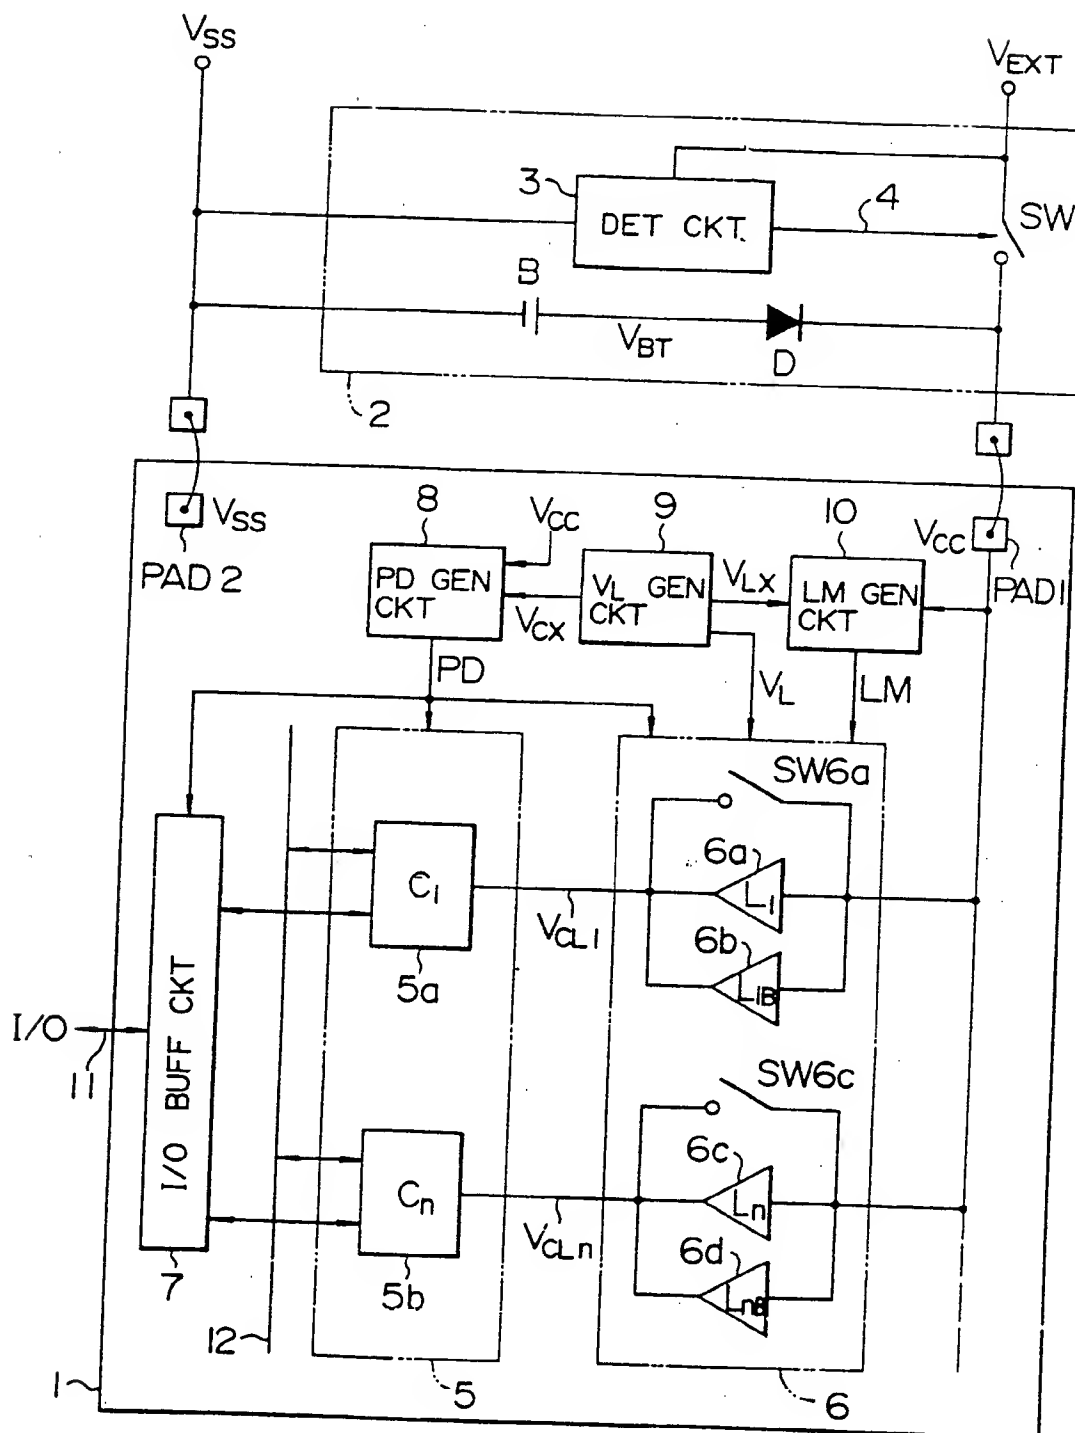 VSS
VEXT
3
DET CKT.
4
SW
B
VBT
D
2
VSS
PAD 2
8
VCC
9
10
VCC
PAD 1
PD GEN
CKT
VCX
VL GEN
CKT
VLX
LM GEN
CKT
PD
VL
LM
SW6a
6a
L1
C1
VCL1
6b
L1B
5a
I/O
11
I/O BUFF CKT
SW6c
6c
Ln
Cn
VCLn
6d
LnB
5b
7
12
1
5
6